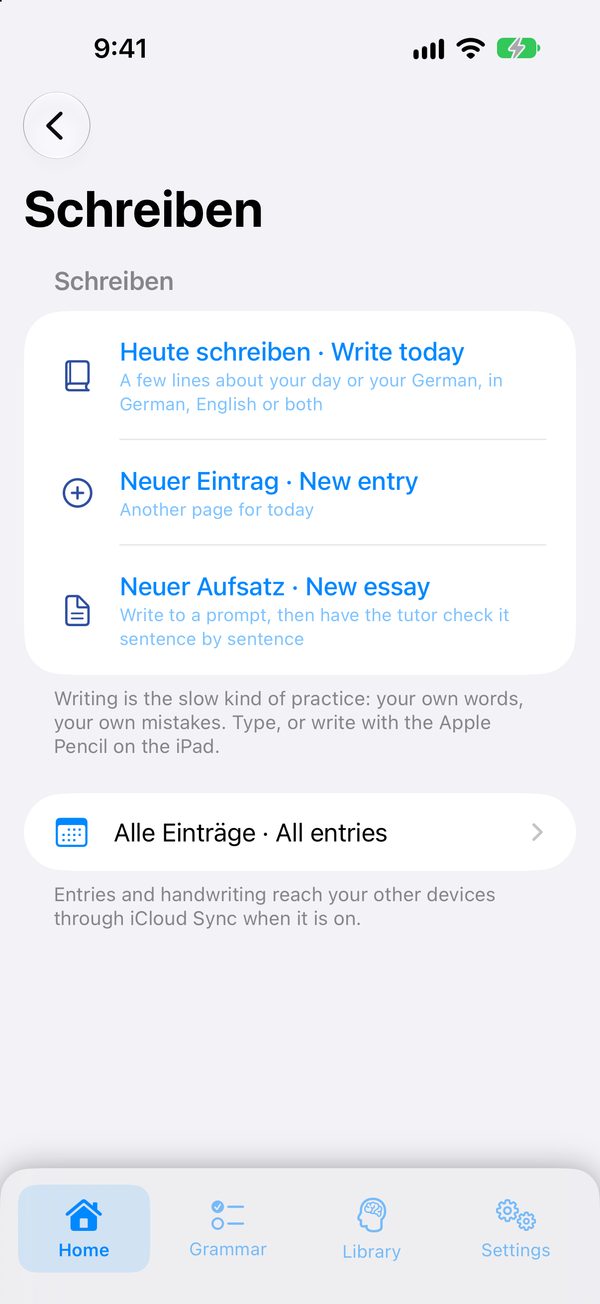 9:41
Schreiben
Schreiben
Heute schreiben · Write today
A few lines about your day or your German, in
German, English or both
Neuer Eintrag · New entry
Another page for today
Neuer Aufsatz · New essay
Write to a prompt, then have the tutor check it
sentence by sentence
Writing is the slow kind of practice: your own words,
your own mistakes. Type, or write with the Apple
Pencil on the iPad.
Alle Einträge · All entries
Entries and handwriting reach your other devices
through iCloud Sync when it is on.
Home
Grammar
Library
Settings